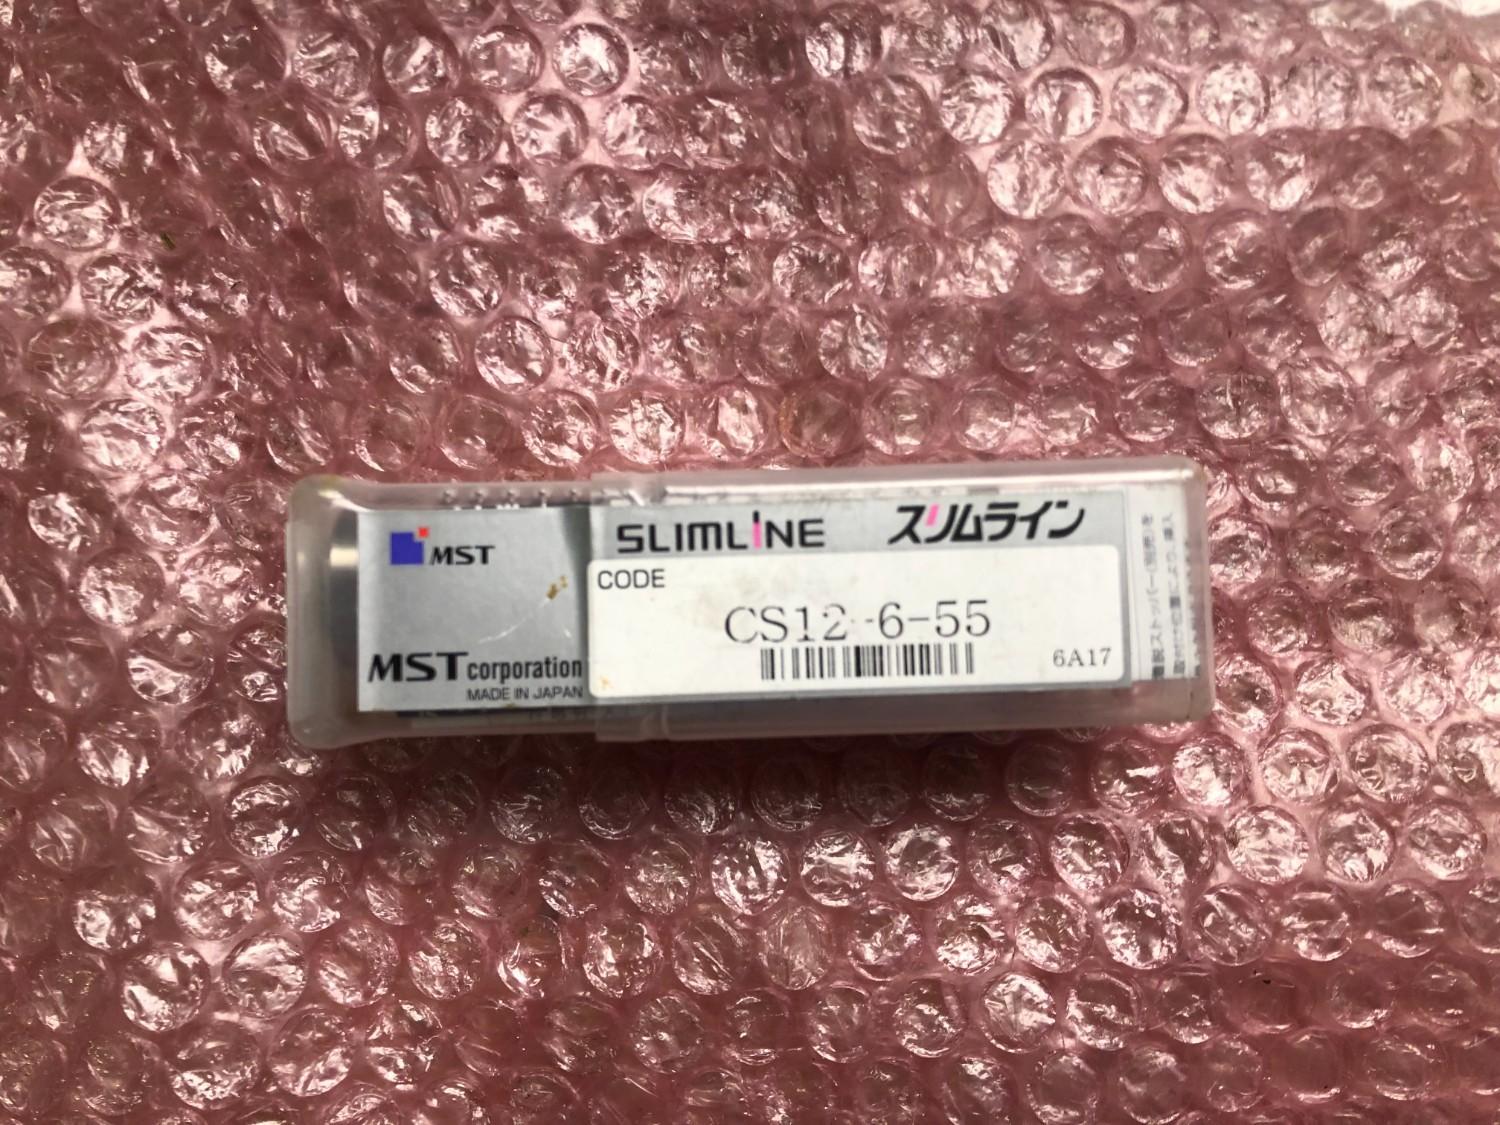 MST
SLIMLINE
スリムライン
CODE
CS12-6-55
6A17
MST corporation
MADE IN JAPAN